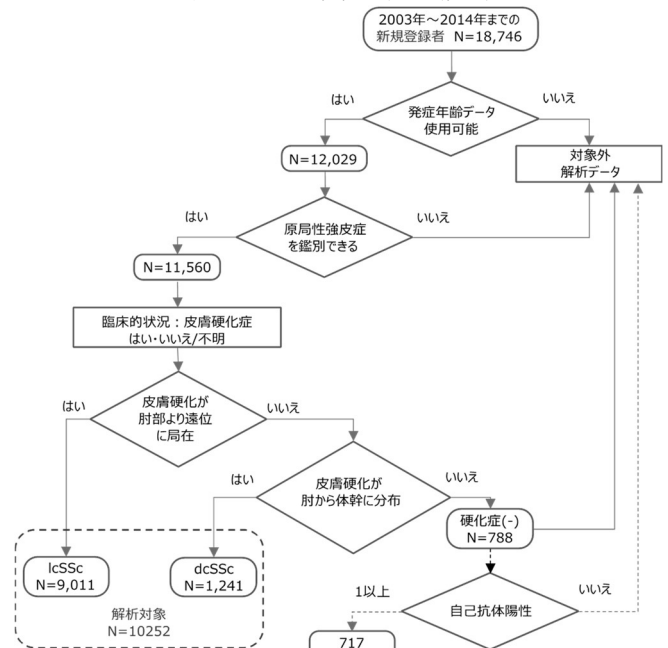 2003年～2014年までの
新規登録者 N=18,746
はい
発症年齢データ
使用可能
いいえ
N=12,029
対象外
解析データ
はい
原局性強皮症
を鑑別できる
いいえ
N=11,560
臨床的状況：皮膚硬化症
はい・いいえ/不明
はい
皮膚硬化が
肘部より遠位
に局在
いいえ
はい
皮膚硬化が
肘から体幹に分布
いいえ
硬化症(-)
N=788
lcSSc
N=9,011
dcSSc
N=1,241
1以上
自己抗体陽性
いいえ
解析対象
N=10252
717